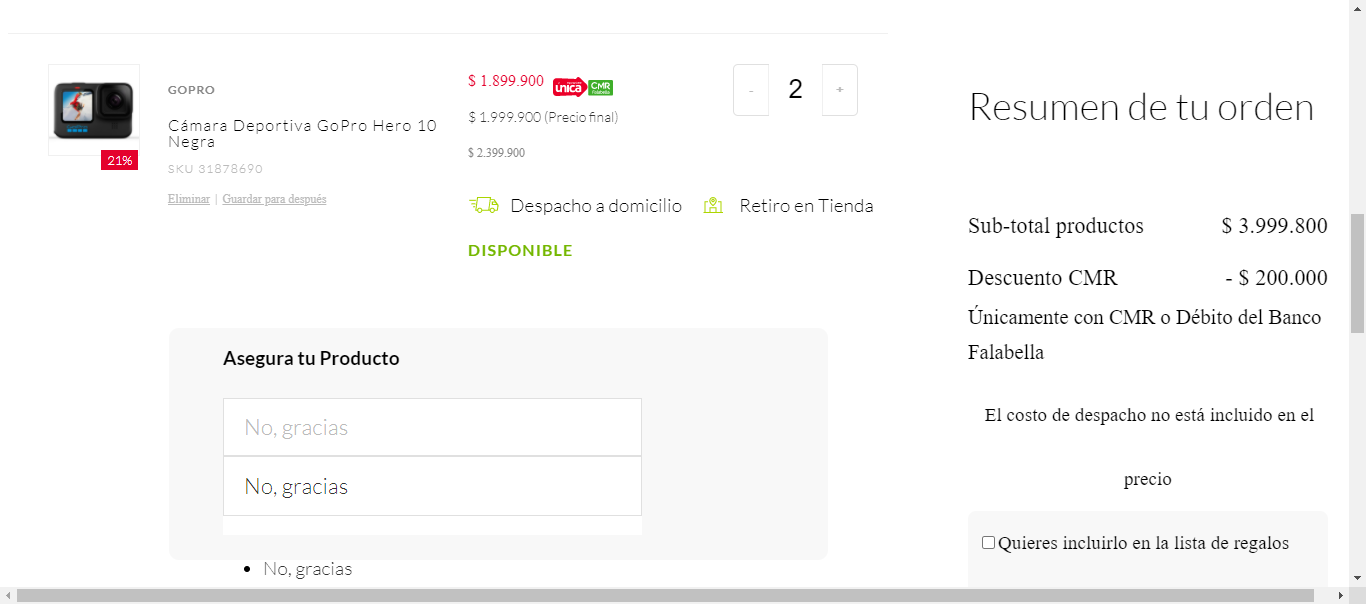 21%
GOPRO
Cámara Deportiva GoPro Hero 10
Negra
SKU 31878690
Eliminar | Guardar para después
$ 1.899.900 única CMR Falabella
$ 1.999.900 (Precio final)
$ 2.399.900
- 2 +
Despacho a domicilio Retiro en Tienda
DISPONIBLE
Asegura tu Producto
No, gracias
No, gracias
No, gracias
Resumen de tu orden
Sub-total productos $ 3.999.800
Descuento CMR - $ 200.000
Únicamente con CMR o Débito del Banco
Falabella
El costo de despacho no está incluido en el
precio
Quieres incluirlo en la lista de regalos